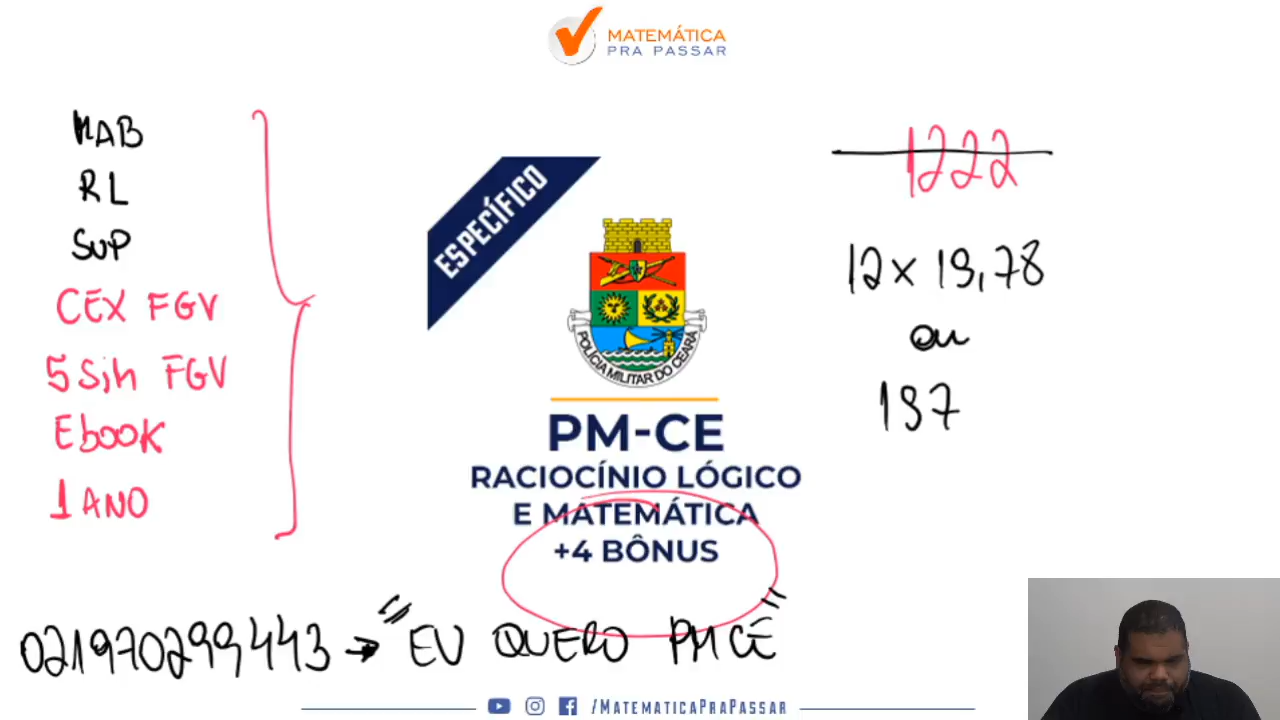 MATEMÁTICA
PRA PASSAR
MAB
RL
SUP
CEX FGV
5 Sim FGV
Ebook
1 ANO
ESPECÍFICO
POLÍCIA MILITAR DO CEARÁ
PM-CE
RACIOCÍNIO LÓGICO
E MATEMÁTICA
+4 BÔNUS
1222
12 x 19,78
ou
197
021970299443 → "EU QUERO PMCE"
/MATEMATICAPRAPASSAR